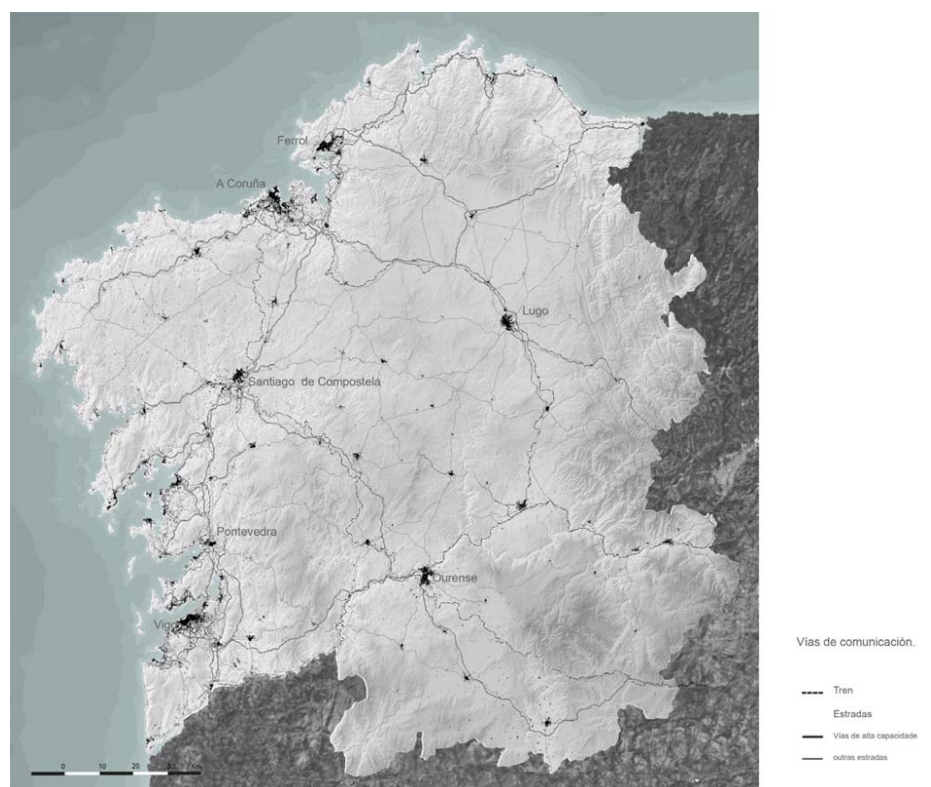 Ferrol
A Coruña
Lugo
Santiago de Compostela
Pontevedra
Ourense
Vigo
Vías de comunicación.
Tren
Estradas
Vías de alta capacidade
outras estradas
0 10 20 30 Km